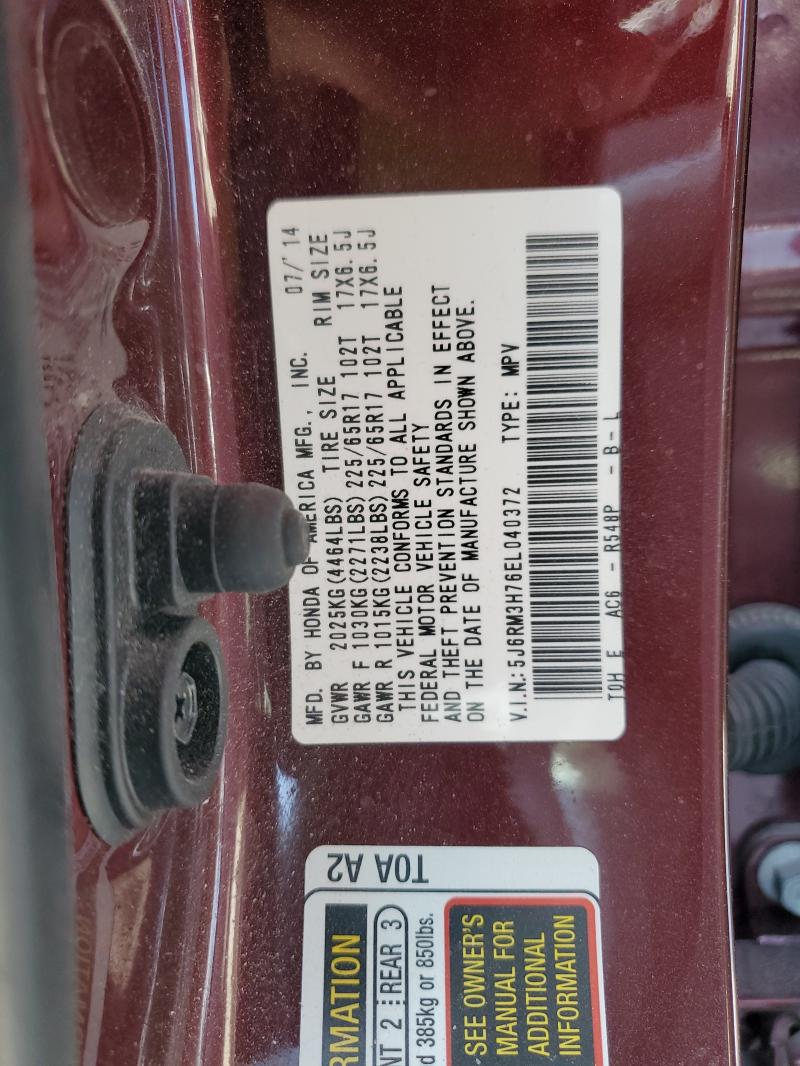 MFD. BY HONDA OF AMERICA MFG., INC. 07/'14
GVWR 2025KG(4464LBS) TIRE SIZE RIM SIZE
GAWR F 1030KG(2271LBS) 225/65R17 102T 17X6.5J
GAWR R 1015KG(2238LBS) 225/65R17 102T 17X6.5J
THIS VEHICLE CONFORMS TO ALL APPLICABLE
FEDERAL MOTOR VEHICLE SAFETY
AND THEFT PREVENTION STANDARDS IN EFFECT
ON THE DATE OF MANUFACTURE SHOWN ABOVE.
V.I.N.: 5J6RM3H76EL040372 TYPE: MPV
TOH E AC6 - R548P - B - L
T0A A2
RMATION
NT 2 REAR 3
d 385kg or 850lbs.
SEE OWNER'S
MANUAL FOR
ADDITIONAL
INFORMATION